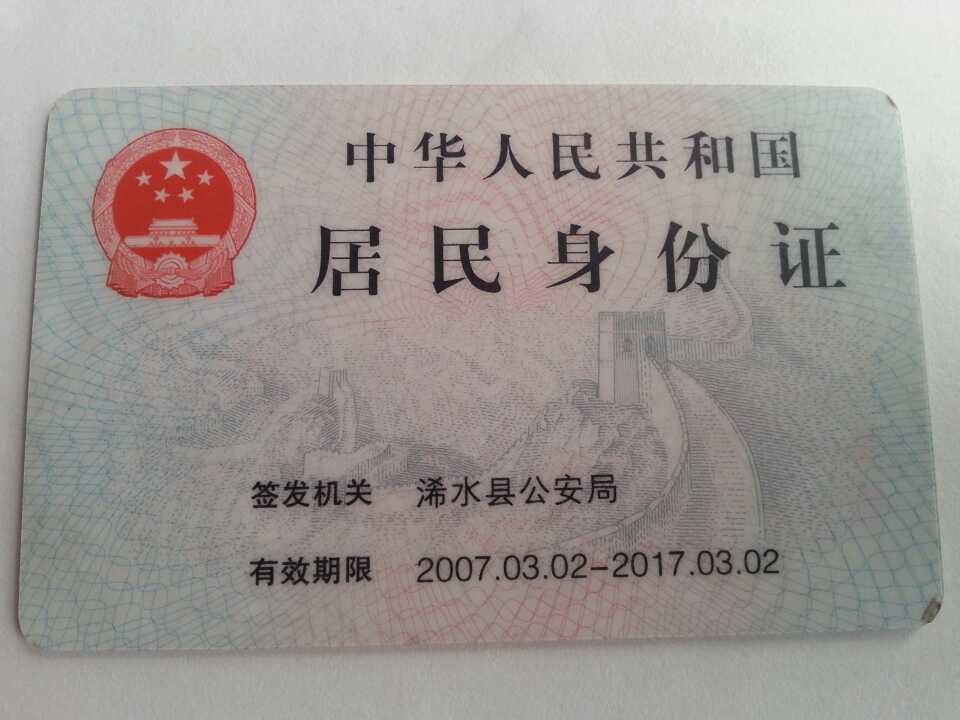 中华人民共和国
居民身份证
签发机关 浠水县公安局
有效期限 2007.03.02-2017.03.02